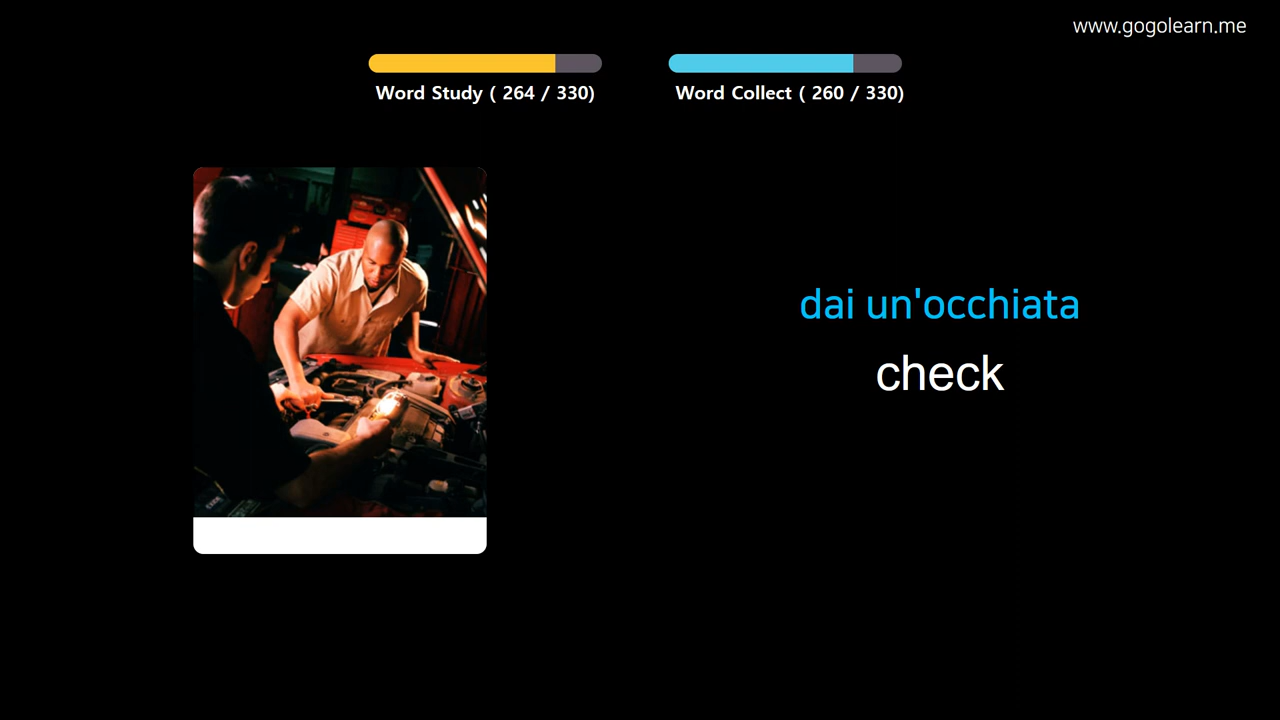 www.gogolearn.me
Word Study ( 264 / 330)
Word Collect ( 260 / 330)
dai un'occhiata
check